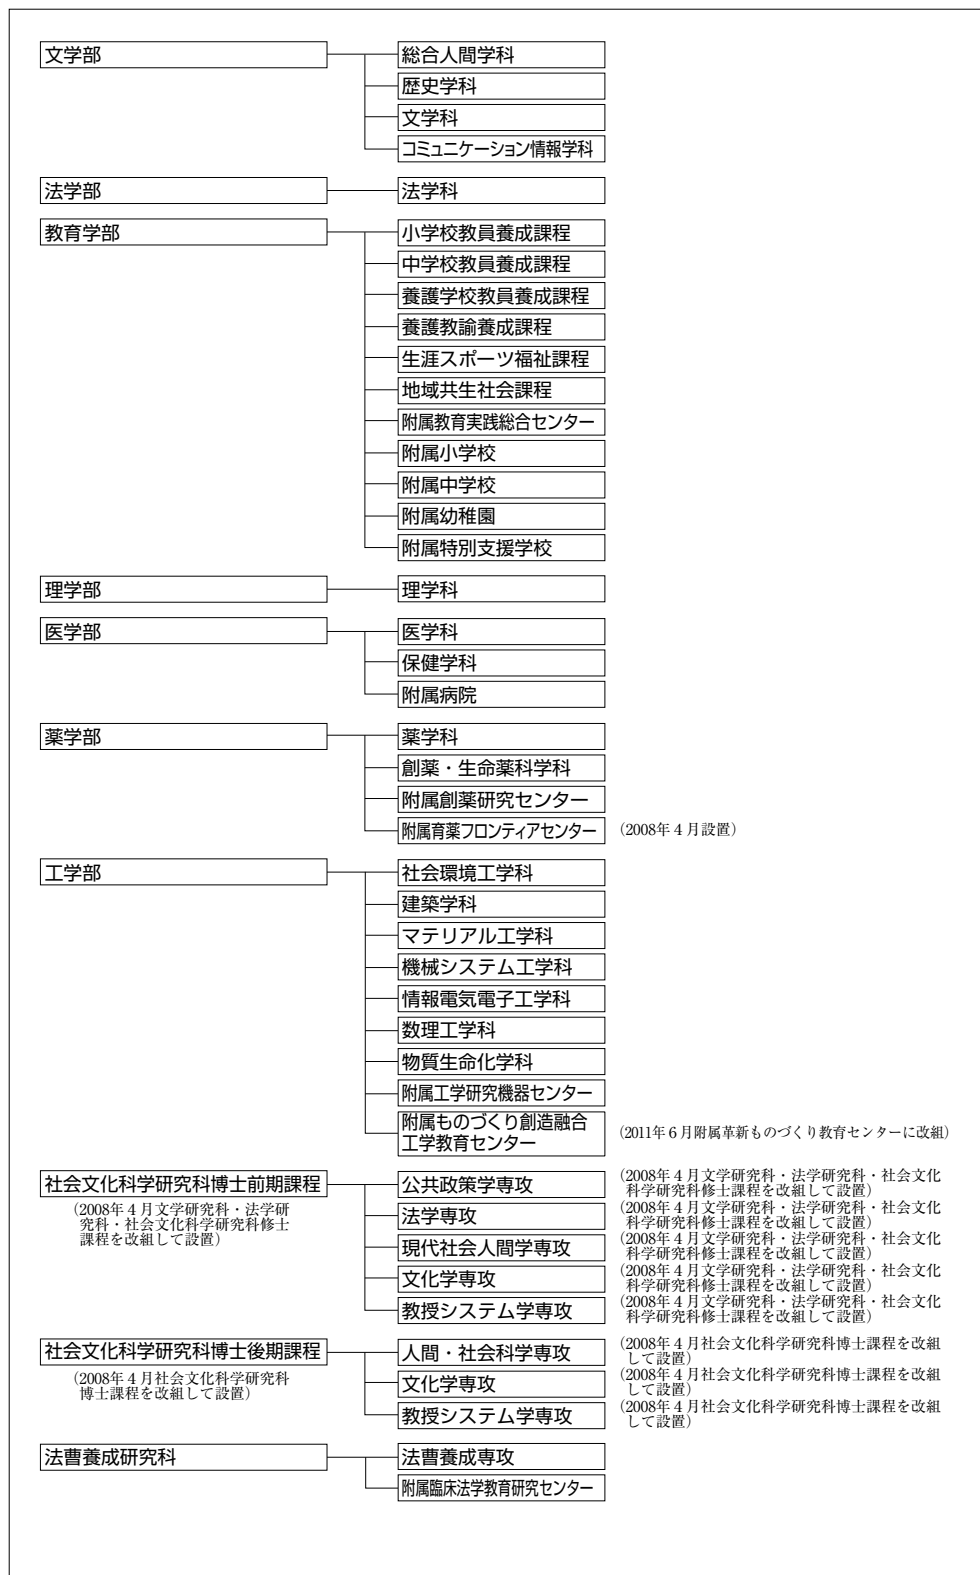 文学部
総合人間学科
歴史学科
文学科
コミュニケーション情報学科
法学部
法学科
教育学部
小学校教員養成課程
中学校教員養成課程
養護学校教員養成課程
養護教諭養成課程
生涯スポーツ福祉課程
地域共生社会課程
附属教育実践総合センター
附属小学校
附属中学校
附属幼稚園
附属特別支援学校
理学部
理学科
医学部
医学科
保健学科
附属病院
薬学部
薬学科
創薬・生命薬科学科
附属創薬研究センター
附属育薬フロンティアセンター
(2008年4月設置)
工学部
社会環境工学科
建築学科
マテリアル工学科
機械システム工学科
情報電気電子工学科
数理工学科
物質生命化学科
附属工学研究機器センター
附属ものづくり創造融合
工学教育センター
(2011年6月附属革新ものづくり教育センターに改組)
社会文化科学研究科博士前期課程
(2008年4月文学研究科・法学研
究科・社会文化科学研究科修士
課程を改組して設置)
公共政策学専攻
(2008年4月文学研究科・法学研究科・社会文化
科学研究科修士課程を改組して設置)
法学専攻
(2008年4月文学研究科・法学研究科・社会文化
科学研究科修士課程を改組して設置)
現代社会人間学専攻
(2008年4月文学研究科・法学研究科・社会文化
科学研究科修士課程を改組して設置)
文化学専攻
(2008年4月文学研究科・法学研究科・社会文化
科学研究科修士課程を改組して設置)
教授システム学専攻
(2008年4月文学研究科・法学研究科・社会文化
科学研究科修士課程を改組して設置)
社会文化科学研究科博士後期課程
(2008年4月社会文化科学研究科
博士課程を改組して設置)
人間・社会科学専攻
(2008年4月社会文化科学研究科博士課程を改組
して設置)
文化学専攻
(2008年4月社会文化科学研究科博士課程を改組
して設置)
教授システム学専攻
(2008年4月社会文化科学研究科博士課程を改組
して設置)
法曹養成研究科
法曹養成専攻
附属臨床法学教育研究センター